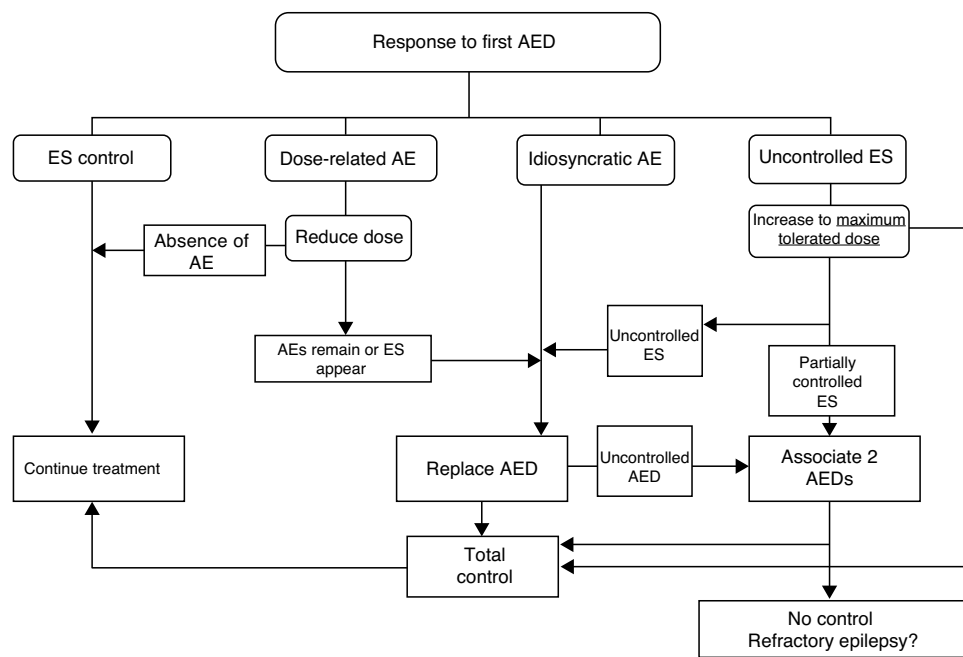 Response to first AED
ES control
Dose-related AE
Idiosyncratic AE
Uncontrolled ES
Increase to maximum
tolerated dose
Absence of
AE
Reduce dose
Uncontrolled
ES
AEs remain or ES
appear
Partially
controlled
ES
Continue treatment
Replace AED
Uncontrolled
AED
Associate 2
AEDs
Total
control
No control
Refractory epilepsy?